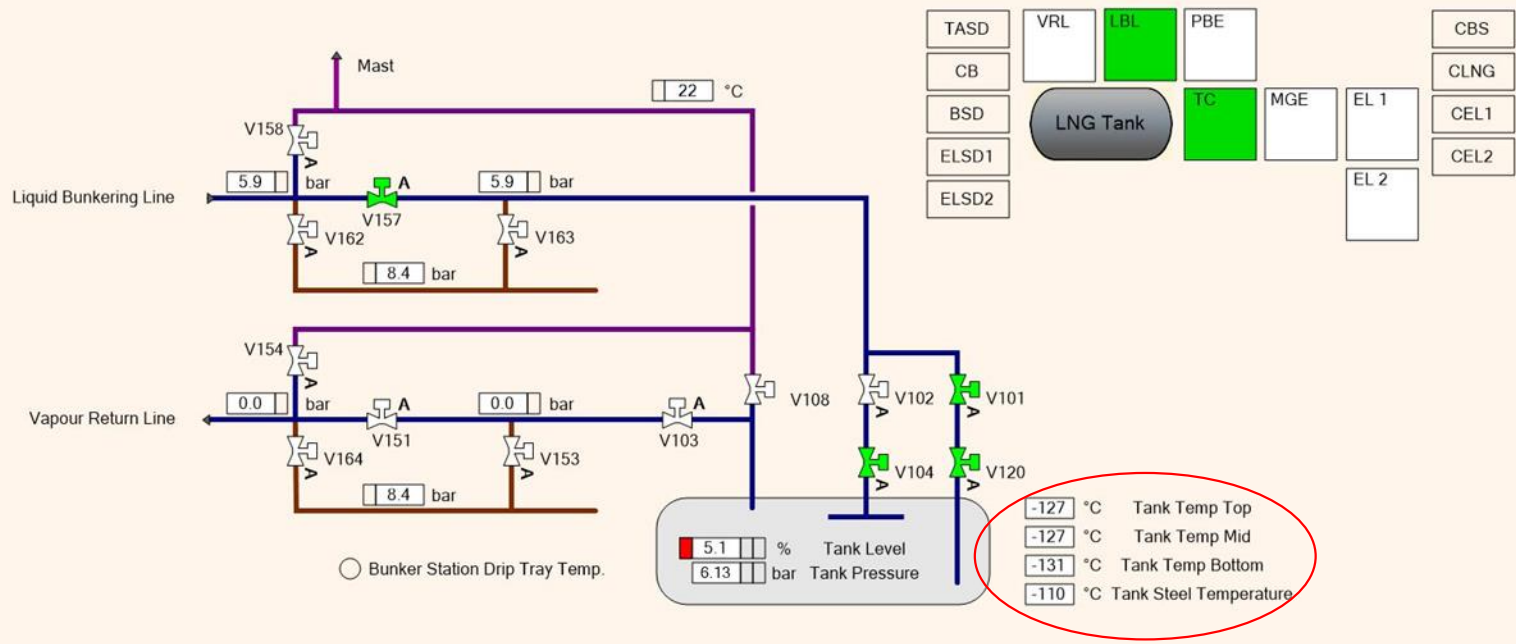 TASD
VRL
LBL
PBE
CBS
Mast
CB
CLNG
22 °C
BSD
LNG Tank
TC
MGE
EL 1
CEL1
V158
A
ELSD1
CEL2
5.9 bar
A
5.9 bar
EL 2
Liquid Bunkering Line
ELSD2
V157
V162
A
V163
A
8.4 bar
V154
A
V108
V102
A
V101
A
0.0 bar
A
0.0 bar
A
Vapour Return Line
V151
V103
V164
A
V153
A
V104
A
V120
A
8.4 bar
-127 °C Tank Temp Top
-127 °C Tank Temp Mid
5.1 % Tank Level
-131 °C Tank Temp Bottom
Bunker Station Drip Tray Temp.
6.13 bar Tank Pressure
-110 °C Tank Steel Temperature